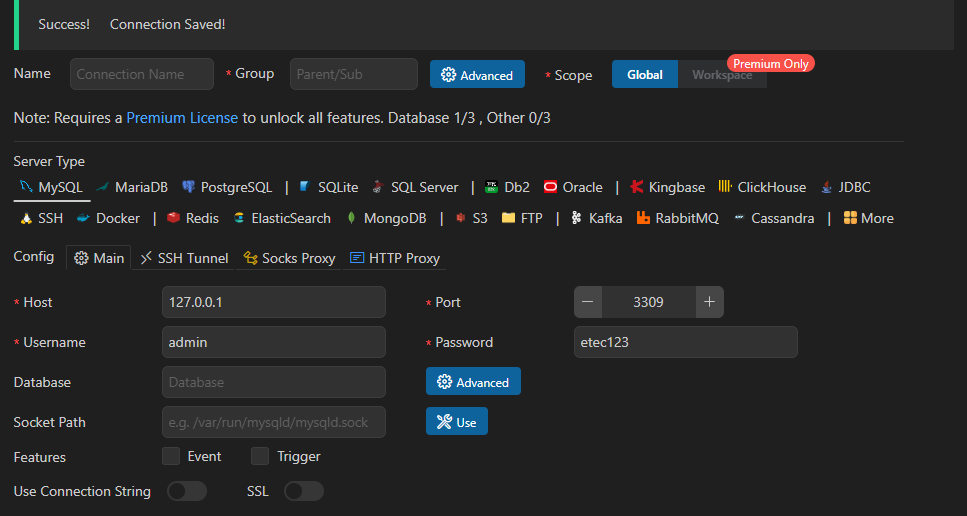 Success! Connection Saved!
Name Connection Name * Group Parent/Sub Advanced * Scope Global Workspace Premium Only
Note: Requires a Premium License to unlock all features. Database 1/3 , Other 0/3
Server Type
MySQL MariaDB PostgreSQL | SQLite SQL Server | Db2 Oracle | Kingbase ClickHouse JDBC
SSH Docker | Redis ElasticSearch MongoDB | S3 FTP | Kafka RabbitMQ Cassandra | More
Config Main SSH Tunnel Socks Proxy HTTP Proxy
* Host 127.0.0.1 * Port − 3309 +
* Username admin * Password etec123
Database Database Advanced
Socket Path e.g. /var/run/mysqld/mysqld.sock Use
Features Event Trigger
Use Connection String SSL